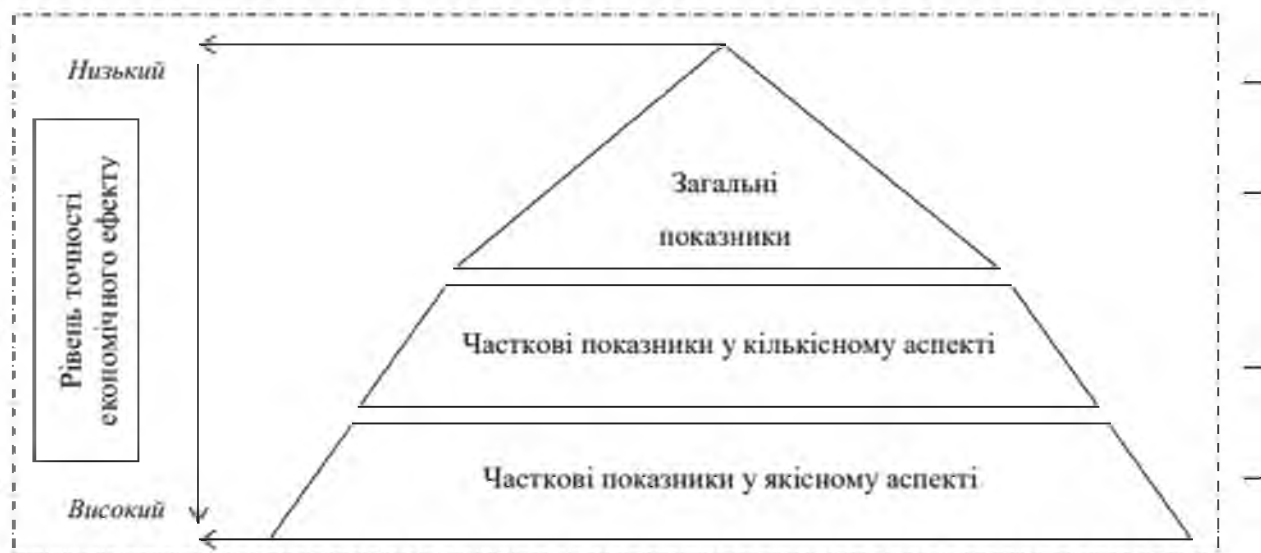 Низький
Рівень точності
економічного ефекту
Високий
Загальні
показники
Часткові показники у кількісному аспекті
Часткові показники у якісному аспекті